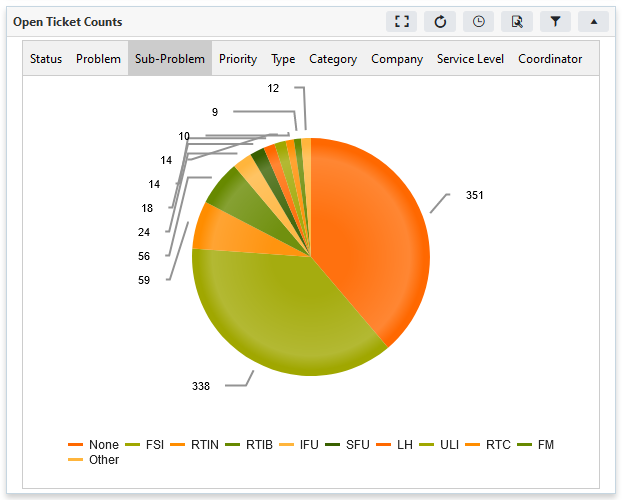 Open Ticket Counts
Status Problem Sub-Problem Priority Type Category Company Service Level Coordinator
12
9
10
14
14
18
24
56
59
351
338
None FSI RTIN RTIB IFU SFU LH ULI RTC FM
Other